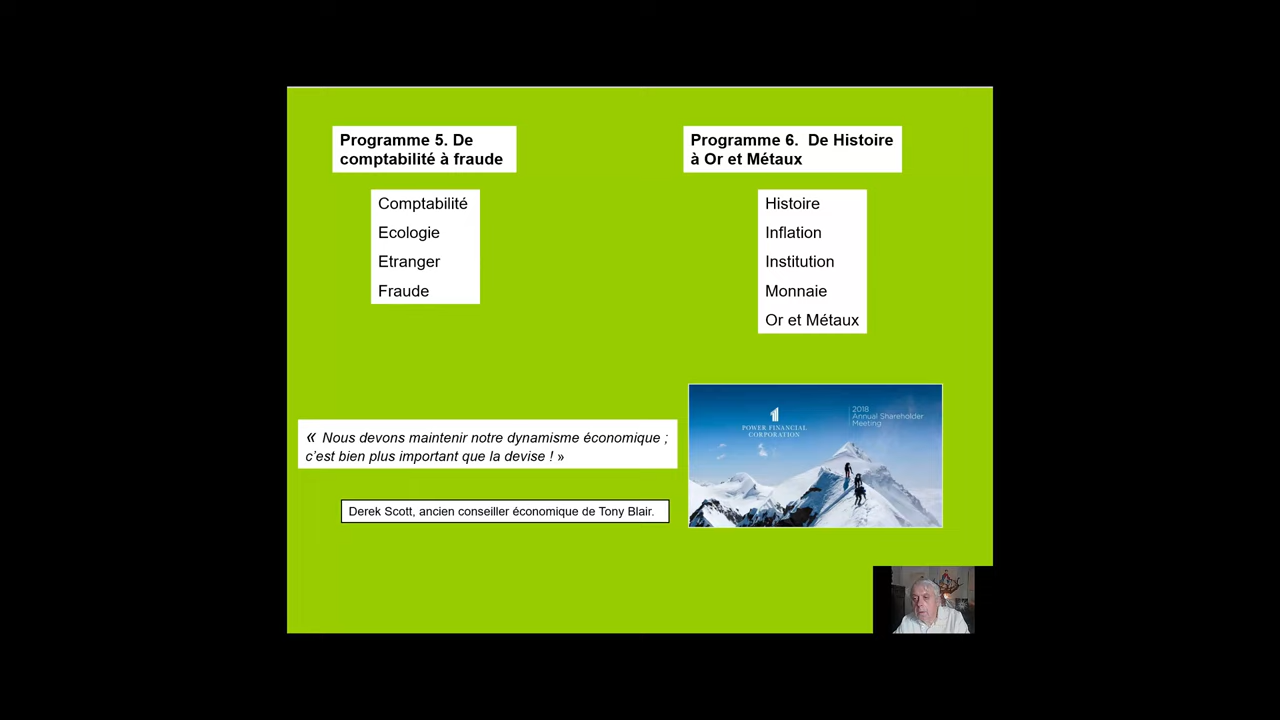 Programme 5. De
comptabilité à fraude
Comptabilité
Ecologie
Etranger
Fraude
Programme 6.  De Histoire
à Or et Métaux
Histoire
Inflation
Institution
Monnaie
Or et Métaux
« Nous devons maintenir notre dynamisme économique ;
c’est bien plus important que la devise ! »
Derek Scott, ancien conseiller économique de Tony Blair.
POWER FINANCIAL
CORPORATION
2018
Annual Shareholder
Meeting